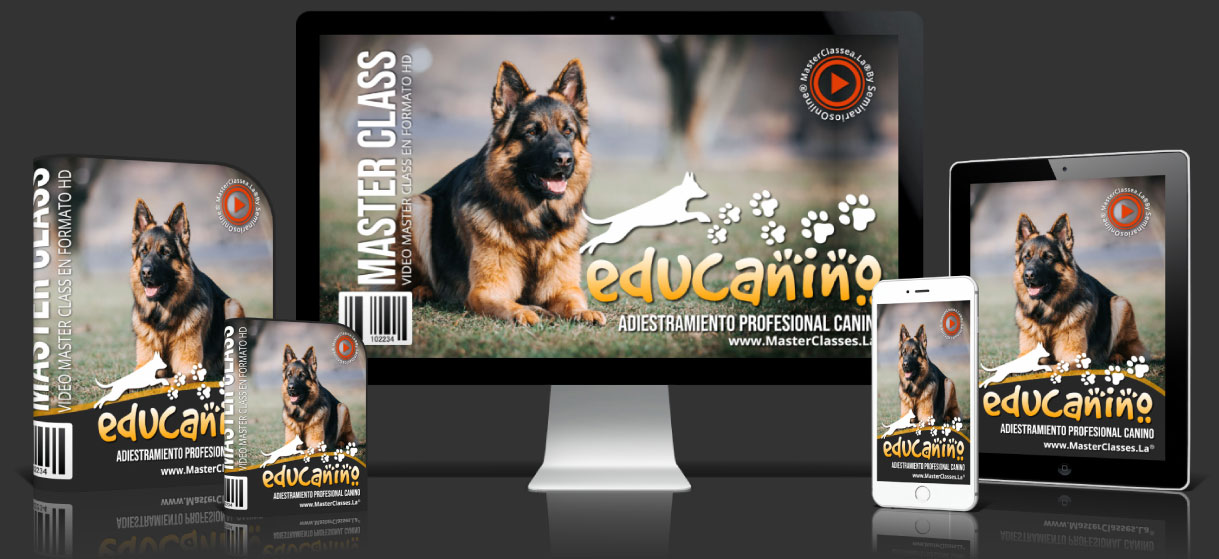 MASTER CLASS
VIDEO MASTER CLASS EN FORMATO HD
MasterClassea.La®By SeminariosOnline®
educanino
ADIESTRAMIENTO PROFESIONAL CANIN
www.MasterClasses.La
102234
MASTER CLASS
VIDEO MASTER CLASS EN FORMATO HD
MasterClassea.La®By SeminariosOnline®
educanino
ADIESTRAMIENTO PROFESION
www.MasterClasses
2234
MASTER CLASS
VIDEO MASTER CLASS EN FORMATO HD
educanino
ADIESTRAMIENTO PROFESIONAL CANINO
www.MasterClasses.La®
educanino
ADIESTRAMIENTO PROFESIONAL CANINO
www.MasterClasses.La®
MasterClassea.La®By SeminariosOnline®
educanino
ADIESTRAMIENTO PROFESIONAL CANINO
www.MasterClasses.La®